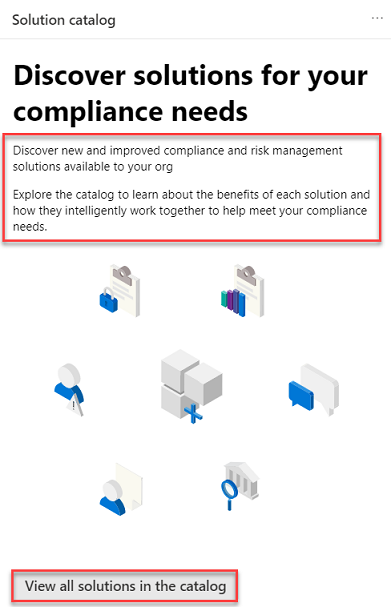 Solution catalog
Discover solutions for your
compliance needs
Discover new and improved compliance and risk management
solutions available to your org
Explore the catalog to learn about the benefits of each solution and
how they intelligently work together to help meet your compliance
needs.
View all solutions in the catalog